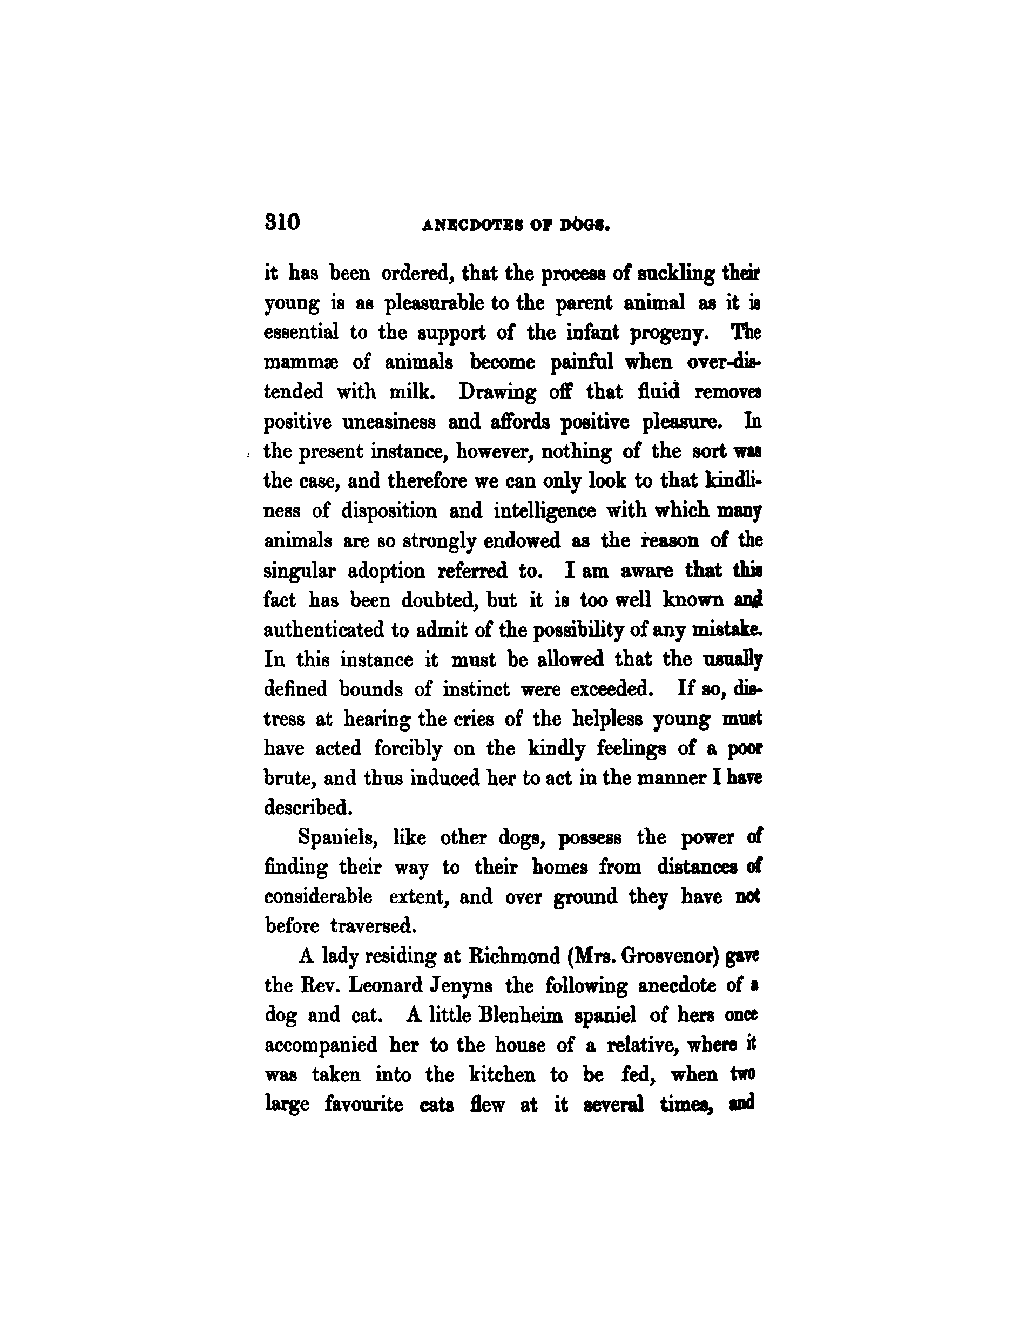 310 ANECDOTES OF DOGS.
it has been ordered, that the process of suckling their
young is as pleasurable to the parent animal as it is
essential to the support of the infant progeny. The
mammæ of animals become painful when over-dis-
tended with milk. Drawing off that fluid removes
positive uneasiness and affords positive pleasure. In
the present instance, however, nothing of the sort was
the case, and therefore we can only look to that kindli-
ness of disposition and intelligence with which many
animals are so strongly endowed as the reason of the
singular adoption referred to. I am aware that this
fact has been doubted, but it is too well known and
authenticated to admit of the possibility of any mistake.
In this instance it must be allowed that the usually
defined bounds of instinct were exceeded. If so, dis-
tress at hearing the cries of the helpless young must
have acted forcibly on the kindly feelings of a poor
brute, and thus induced her to act in the manner I have
described.
Spaniels, like other dogs, possess the power of
finding their way to their homes from distances of
considerable extent, and over ground they have not
before traversed.
A lady residing at Richmond (Mrs. Grosvenor) gave
the Rev. Leonard Jenyns the following anecdote of a
dog and cat. A little Blenheim spaniel of hers once
accompanied her to the house of a relative, where it
was taken into the kitchen to be fed, when two
large favourite cats flew at it several times, and